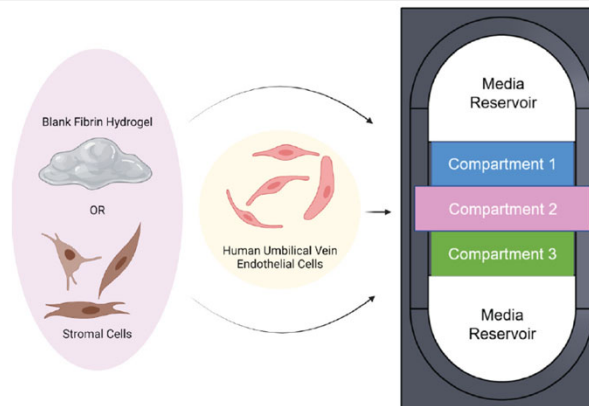 Blank Fibrin Hydrogel
OR
Stromal Cells
Human Umbilical Vein
Endothelial Cells
Media
Reservoir
Compartment 1
Compartment 2
Compartment 3
Media
Reservoir